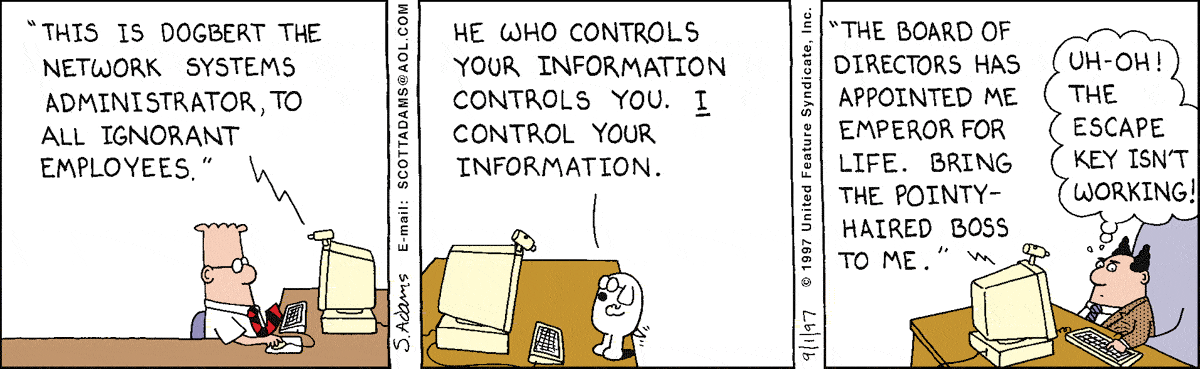 "THIS IS DOGBERT THE
NETWORK SYSTEMS
ADMINISTRATOR, TO
ALL IGNORANT
EMPLOYEES."
S. Adams E-mail: SCOTTADAMS@AOL.COM
HE WHO CONTROLS
YOUR INFORMATION
CONTROLS YOU. I
CONTROL YOUR
INFORMATION.
9/1/97 © 1997 United Feature Syndicate, Inc.
"THE BOARD OF
DIRECTORS HAS
APPOINTED ME
EMPEROR FOR
LIFE. BRING
THE POINTY-
HAIRED BOSS
TO ME."
UH-OH!
THE
ESCAPE
KEY ISN'T
WORKING!